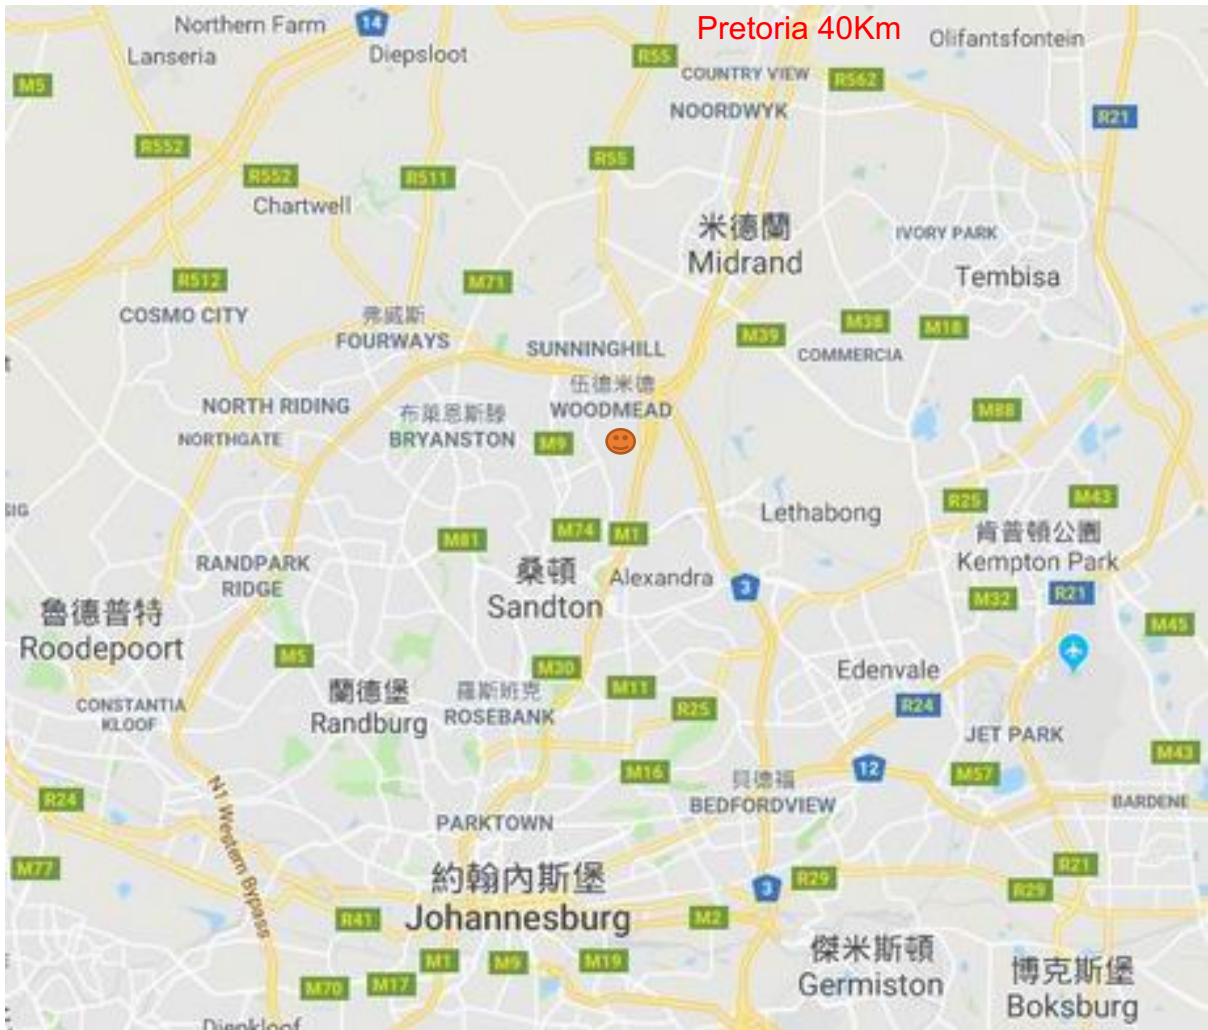 Pretoria 40Km
14
Northern Farm
Lanseria
Diepsloot
R55
Olifantsfontein
COUNTRY VIEW
R562
M5
NOORDWYK
R21
R552
R55
R552
R511
Chartwell
米德蘭
Midrand
IVORY PARK
Tembisa
R512
M71
COSMO CITY
弗威斯
FOURWAYS
SUNNINGHILL
M39
M38
M18
COMMERCIA
伍德米德
WOODMEAD
NORTH RIDING
布萊恩斯滕
BRYANSTON
M9
NORTHGATE
M88
Lethabong
R25
M43
肯普頓公園
Kempton Park
M81
M74
M1
RANDPARK
RIDGE
桑頓
Sandton
Alexandra
3
M32
R21
魯德普特
Roodepoort
M45
M5
M30
Edenvale
蘭德堡
Randburg
羅斯班克
ROSEBANK
M11
R25
R24
CONSTANTIA
KLOOF
JET PARK
M43
M16
12
M57
貝德福
BEDFORDVIEW
R24
N1 Western Bypass
BARDENE
PARKTOWN
M77
約翰內斯堡
Johannesburg
3
R29
R21
R29
R41
M2
傑米斯頓
Germiston
M1
M9
M19
博克斯堡
Boksburg
M70
M17
Diepkloof